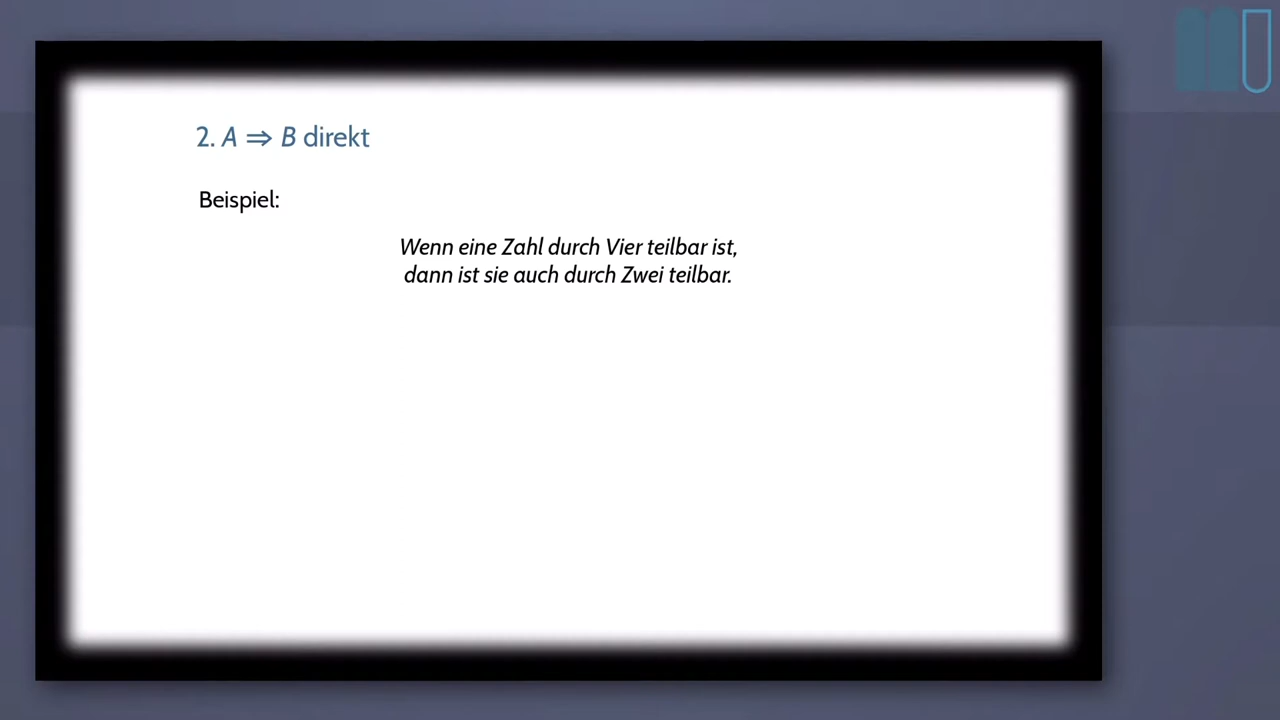 2. A ⇒ B direkt
Beispiel:
Wenn eine Zahl durch Vier teilbar ist,
dann ist sie auch durch Zwei teilbar.